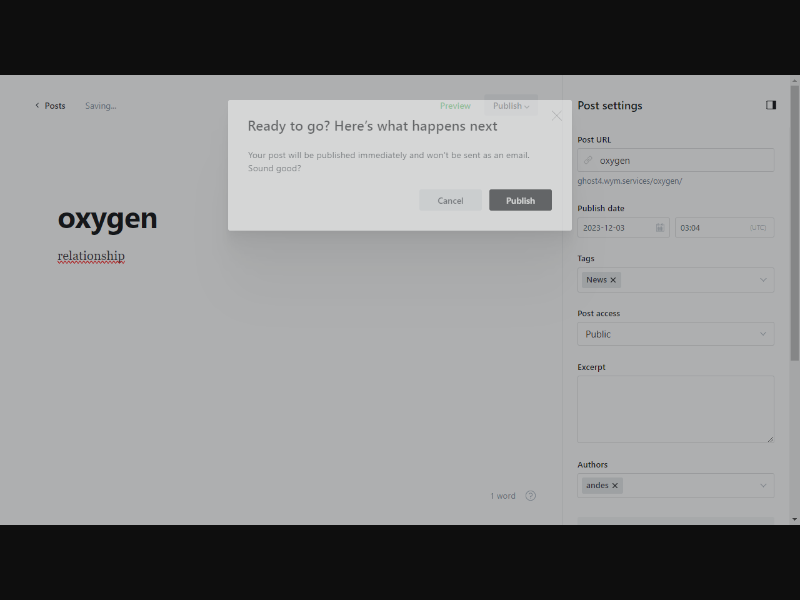 Posts
Saving...
Preview
Publish
Ready to go? Here's what happens next
Your post will be published immediately and won't be sent as an email.
Sound good?
Cancel
Publish
oxygen
relationship
1 word
?
Post settings
Post URL
oxygen
ghost4.wym.services/oxygen/
Publish date
2023-12-03
03:04
(UTC)
Tags
News
Post access
Public
Excerpt
Authors
andes